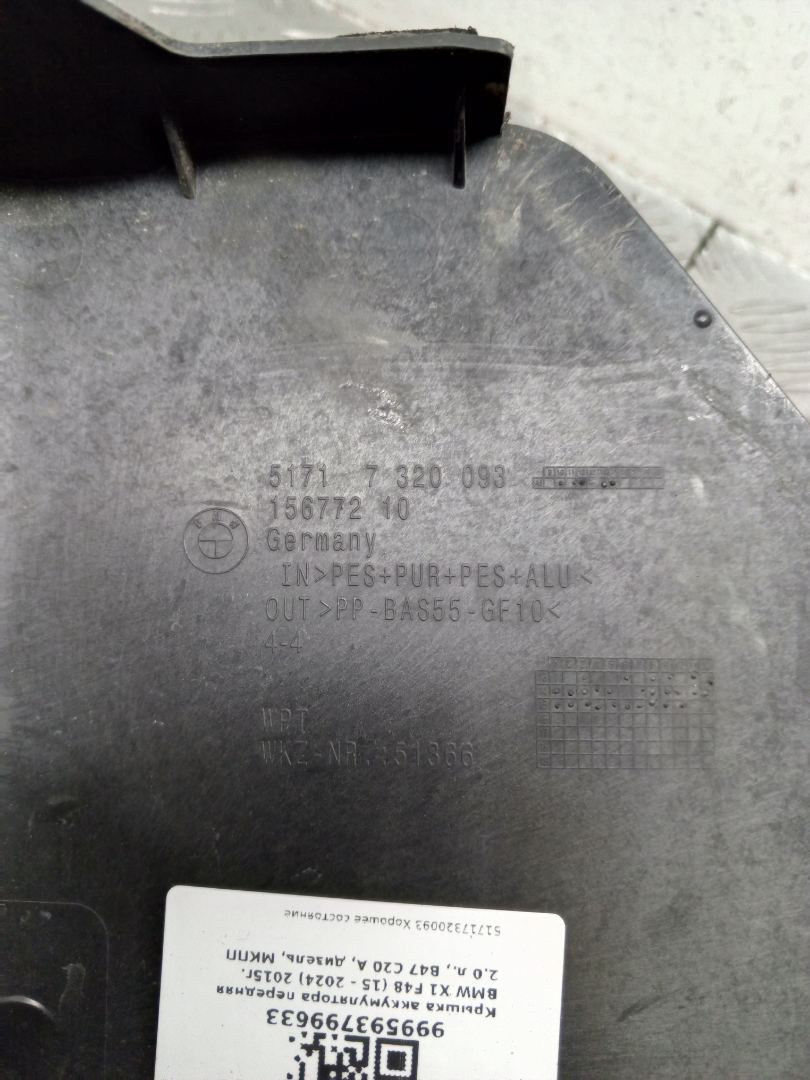 5171 7 320 093
156772 10
BMW
Germany
IN>PES+PUR+PES+ALU<
OUT>PP-BAS55-GF10<
4-4
WPT
WKZ-NR.:151366
9995593799633
Крышка аккумулятора передняя
BMW X1 F48 (15 - 2024) 2015г.
2,0 л., B47 C20 A, дизель, МКПП
51717320093 Хорошее состояние